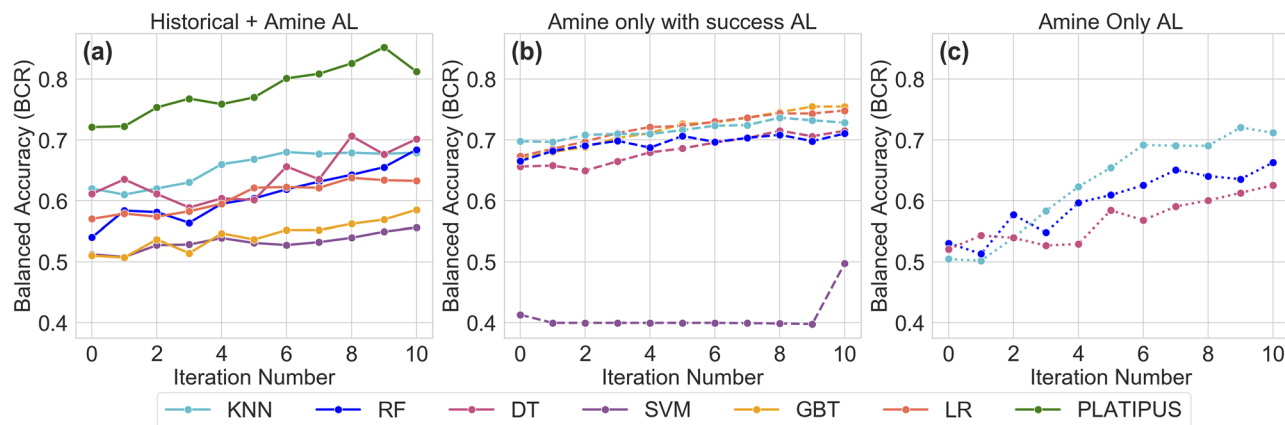 Historical + Amine AL
Amine only with success AL
Amine Only AL
(a)
(b)
(c)
Balanced Accuracy (BCR)
0.8
0.7
0.6
0.5
0.4
0 2 4 6 8 10
Iteration Number
Balanced Accuracy (BCR)
0.8
0.7
0.6
0.5
0.4
0 2 4 6 8 10
Iteration Number
Balanced Accuracy (BCR)
0.8
0.7
0.6
0.5
0.4
0 2 4 6 8 10
Iteration Number
KNN RF DT SVM GBT LR PLATIPUS